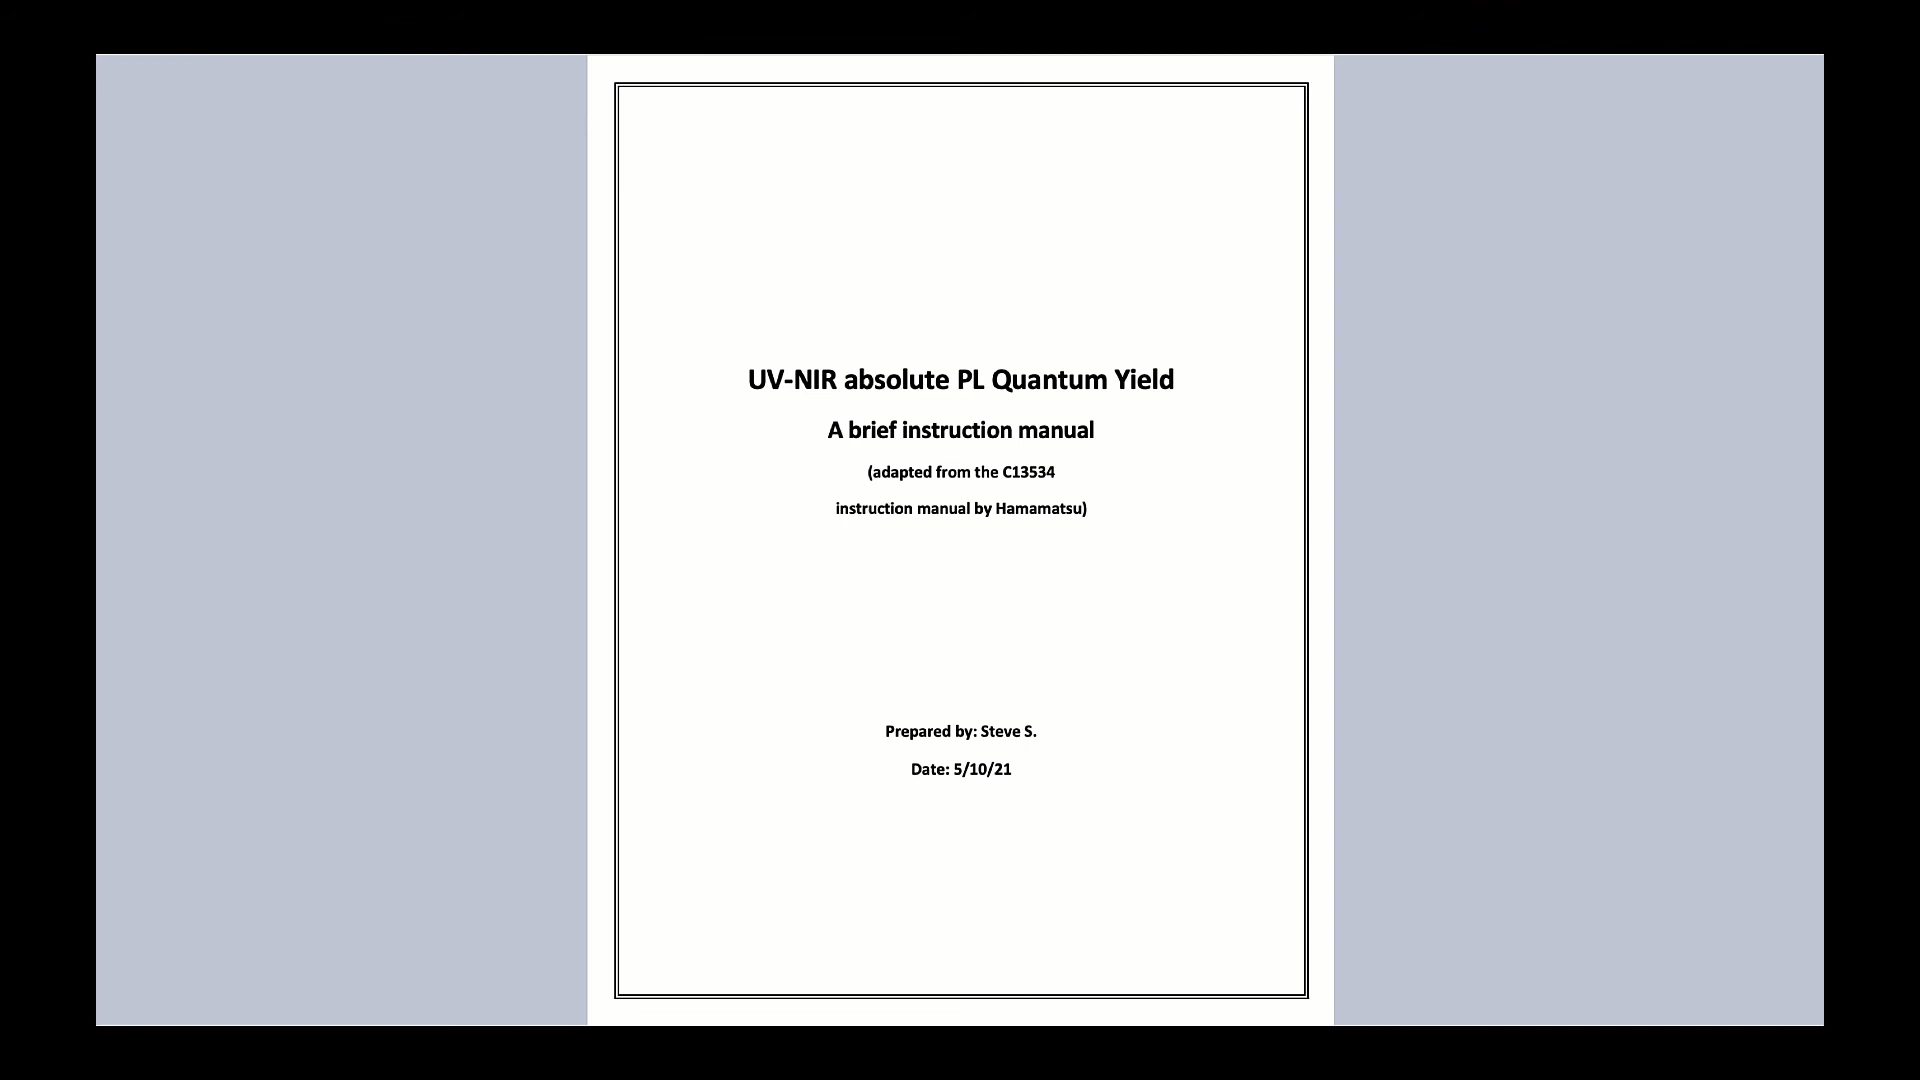 UV-NIR absolute PL Quantum Yield
A brief instruction manual
(adapted from the C13534
instruction manual by Hamamatsu)
Prepared by: Steve S.
Date: 5/10/21